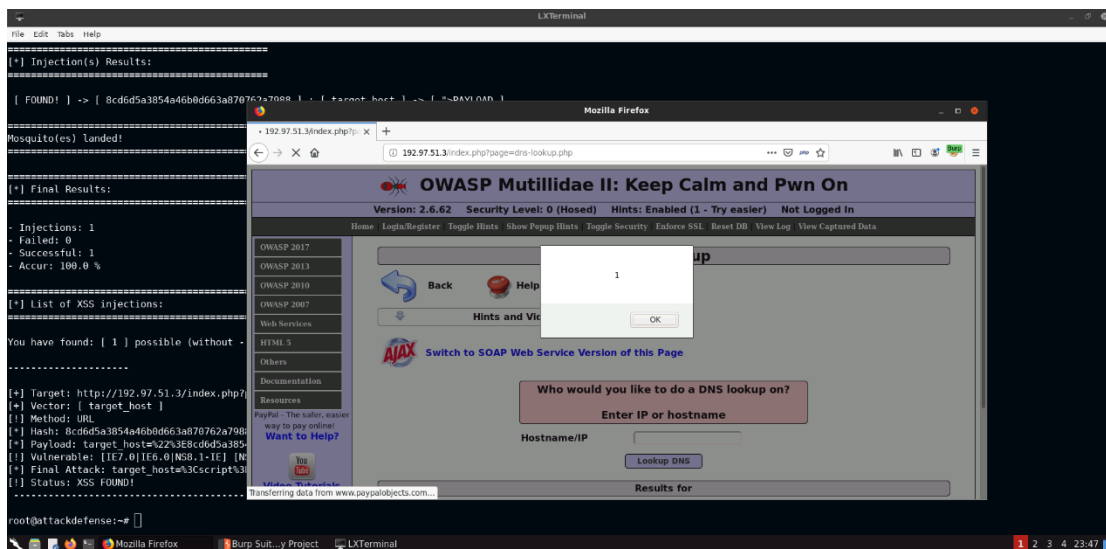 LXTerminal
File Edit Tabs Help
============================================
[*] Injection(s) Results:
============================================
[ FOUND! ] -> [ 8cd6d5a3854a46b0d663a870762a7988 ] : [ target_host ] -> [ ">PAYLOAD ]
Mosquito(es) landed!
[*] Final Results:
- Injections: 1
- Failed: 0
- Successful: 1
- Accur: 100.0 %
[*] List of XSS injections:
You have found: [ 1 ] possible (without -
---------------------
[+] Target: http://192.97.51.3/index.php?
[+] Vector: [ target_host ]
[!] Method: URL
[*] Hash: 8cd6d5a3854a46b0d663a870762a798
[*] Payload: target_host=%22%3E8cd6d5a385
[!] Vulnerable: [IE7.0|IE6.0|NS8.1-IE]
[*] Final Attack: target_host=%3Cscript%3
[!] Status: XSS FOUND!
root@attackdefense:~#
Mozilla Firefox
192.97.51.3/index.php?p
192.97.51.3/index.php?page=dns-lookup.php
Burp
OWASP Mutillidae II: Keep Calm and Pwn On
Version: 2.6.62 Security Level: 0 (Hosed) Hints: Enabled (1 - Try easier) Not Logged In
Home Login/Register Toggle Hints Show Popup Hints Toggle Security Enforce SSL Reset DB View Log View Captured Data
OWASP 2017
OWASP 2013
OWASP 2010
OWASP 2007
Web Services
HTML 5
Others
Documentation
Resources
PayPal - The safer, easier
way to pay online!
Want to Help?
You
Tube
Video Tutorials
up
Back
Help
Hints and Vid
1
OK
AJAX
Switch to SOAP Web Service Version of this Page
Who would you like to do a DNS lookup on?
Enter IP or hostname
Hostname/IP
Lookup DNS
Results for
Transferring data from www.paypalobjects.com...
Mozilla Firefox
Burp Suit...y Project
LXTerminal
1 2 3 4 23:47